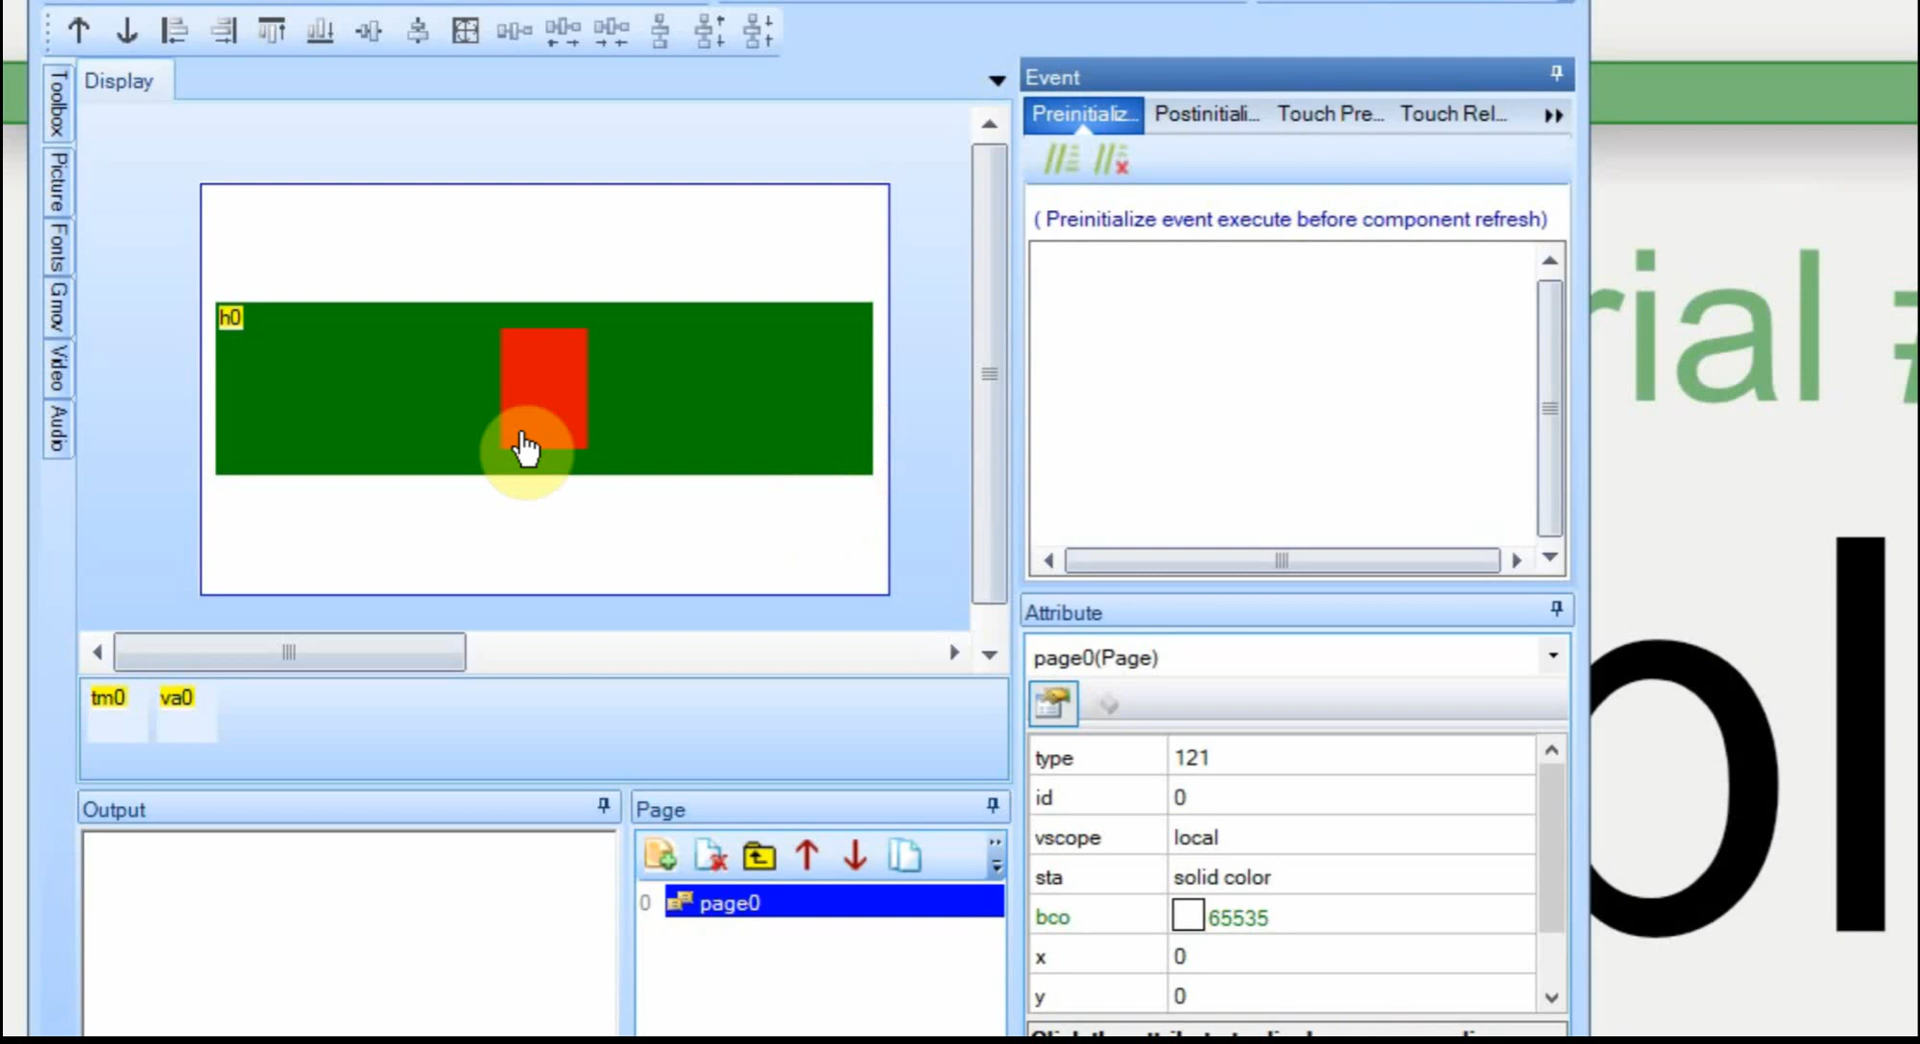 Display
Toolbox
Picture
Fonts
Gmov
Video
Audio
h0
tm0
va0
Output
Page
0
page0
Event
Preinitializ...
Postinitiali...
Touch Pre...
Touch Rel...
( Preinitialize event execute before component refresh)
Attribute
page0(Page)
type 121
id 0
vscope local
sta solid color
bco 65535
x 0
y 0
rial #
ol